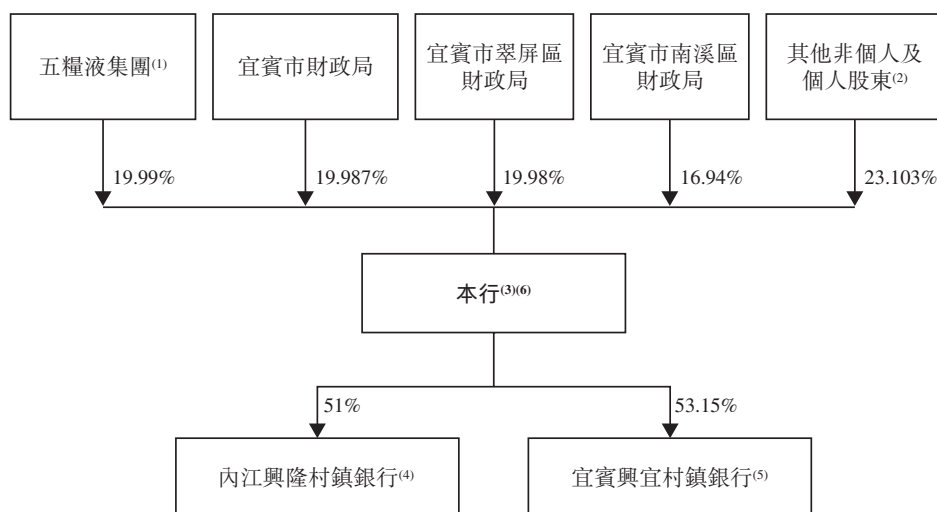 五糧液集團(1)
宜賓市財政局
宜賓市翠屏區
財政局
宜賓市南溪區
財政局
其他非個人及
個人股東(2)
19.99%
19.987%
19.98%
16.94%
23.103%
本行(3)(6)
51%
53.15%
內江興隆村鎮銀行(4)
宜賓興宜村鎮銀行(5)